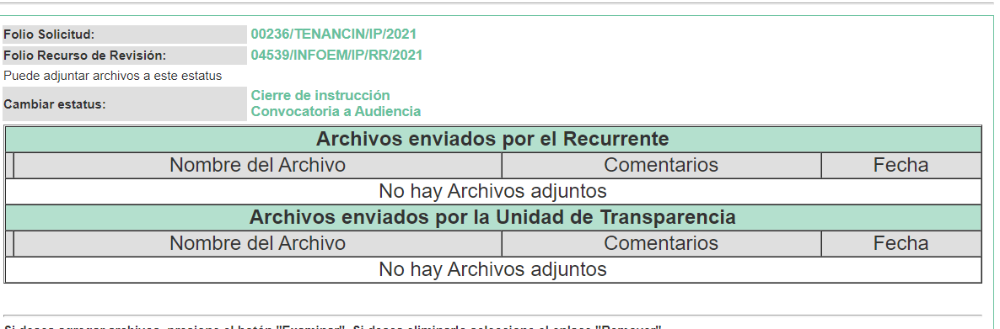 Folio Solicitud: 00236/TENANCIN/IP/2021
Folio Recurso de Revisión: 04539/INFOEM/IP/RR/2021
Puede adjuntar archivos a este estatus
Cambiar estatus: Cierre de instrucción
Convocatoria a Audiencia
Archivos enviados por el Recurrente
Nombre del Archivo Comentarios Fecha
No hay Archivos adjuntos
Archivos enviados por la Unidad de Transparencia
Nombre del Archivo Comentarios Fecha
No hay Archivos adjuntos
Si desea agregar archivos, presione el botón "Examinar". Si desea eliminarlo seleccione el enlace "Remover"